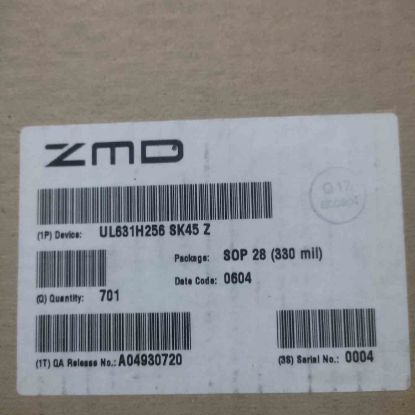 ZMD
Q 17
(1P) Device: UL631H256 SK45 Z
Package: SOP 28 (330 mil)
Date Code: 0604
(Q) Quantity: 701
(1T) QA Release No.: A04930720
(3S) Serial No.: 0004